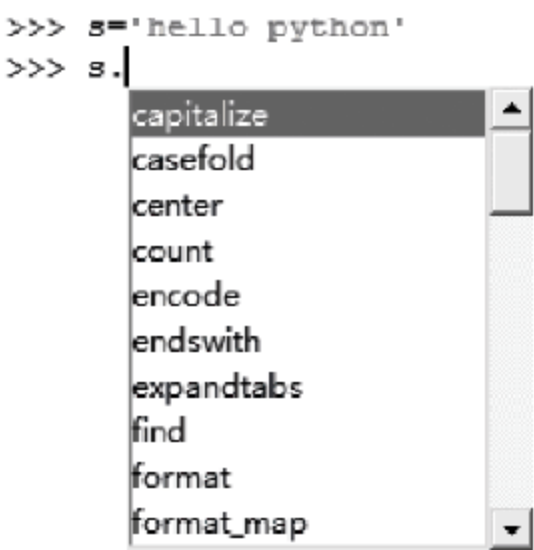 >>> s='hello python'
>>> s.
capitalize
casefold
center
count
encode
endswith
expandtabs
find
format
format_map